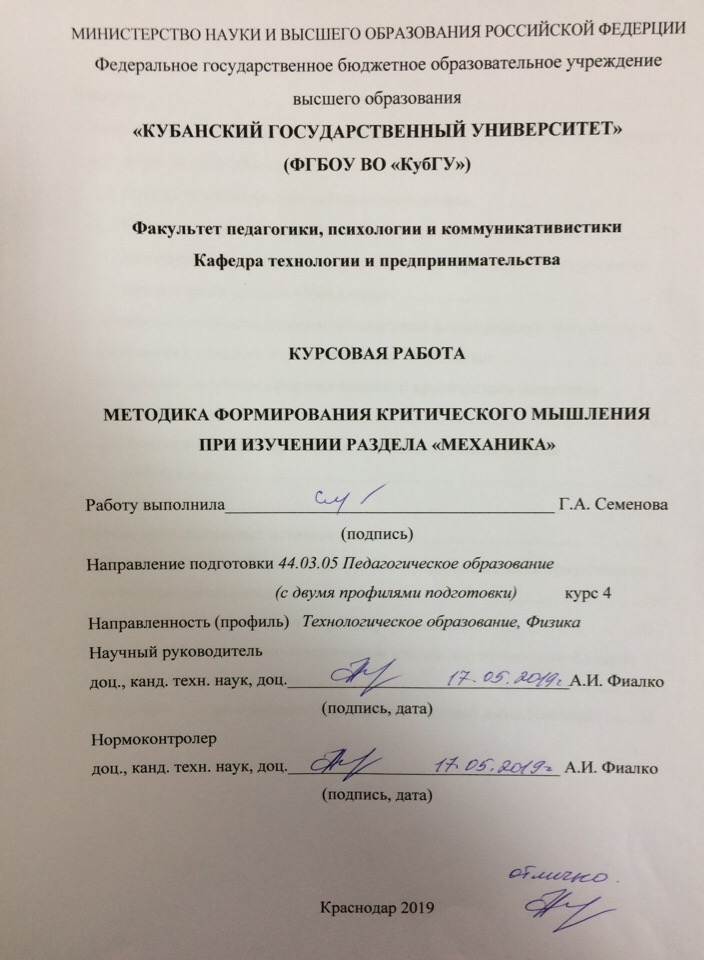 МИНИСТЕРСТВО НАУКИ И ВЫСШЕГО ОБРАЗОВАНИЯ РОССИЙСКОЙ ФЕДЕРЦИИ
Федеральное государственное бюджетное образовательное учреждение
высшего образования
«КУБАНСКИЙ ГОСУДАРСТВЕННЫЙ УНИВЕРСИТЕТ»
(ФГБОУ ВО «КубГУ»)
Факультет педагогики, психологии и коммуникативистики
Кафедра технологии и предпринимательства
КУРСОВАЯ РАБОТА
МЕТОДИКА ФОРМИРОВАНИЯ КРИТИЧЕСКОГО МЫШЛЕНИЯ
ПРИ ИЗУЧЕНИИ РАЗДЕЛА «МЕХАНИКА»
Работу выполнила Г.А. Семенова
(подпись)
Направление подготовки 44.03.05 Педагогическое образование
(с двумя профилями подготовки) курс 4
Направленность (профиль) Технологическое образование, Физика
Научный руководитель
доц., канд. техн. наук, доц. 17.05.2019г А.И. Фиалко
(подпись, дата)
Нормоконтролер
доц., канд. техн. наук, доц. 17.05.2019г А.И. Фиалко
(подпись, дата)
отлично.
Краснодар 2019